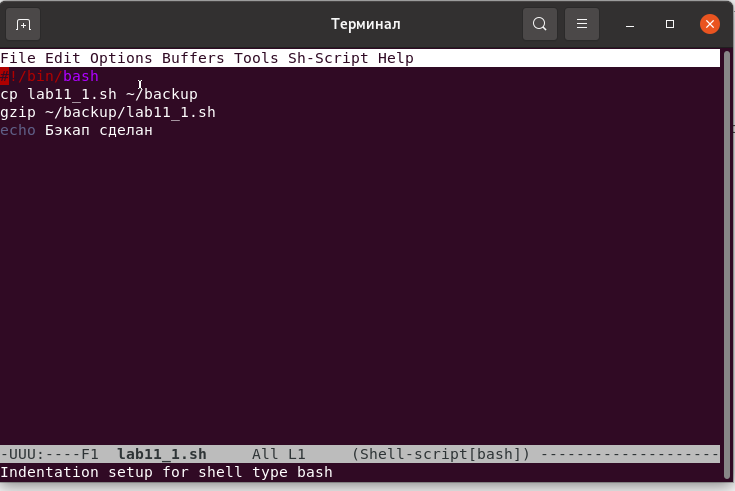 Терминал
File Edit Options Buffers Tools Sh-Script Help
#!/bin/bash
cp lab11_1.sh ~/backup
gzip ~/backup/lab11_1.sh
echo Бэкап сделан
-UUU:----F1  lab11_1.sh     All L1     (Shell-script[bash]) --------------------
Indentation setup for shell type bash